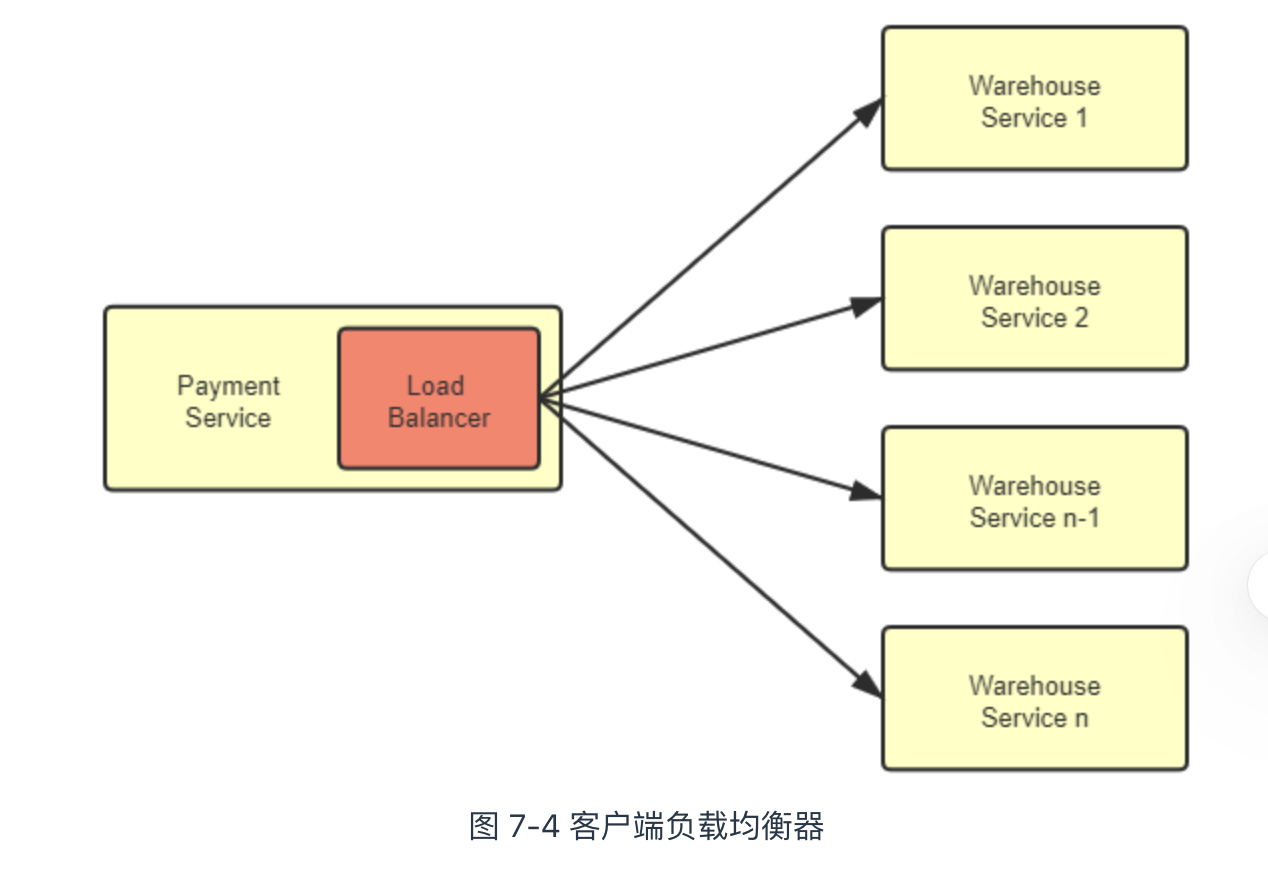 Warehouse
Service 1
Warehouse
Service 2
Payment
Service
Load
Balancer
Warehouse
Service n-1
Warehouse
Service n
图 7-4 客户端负载均衡器